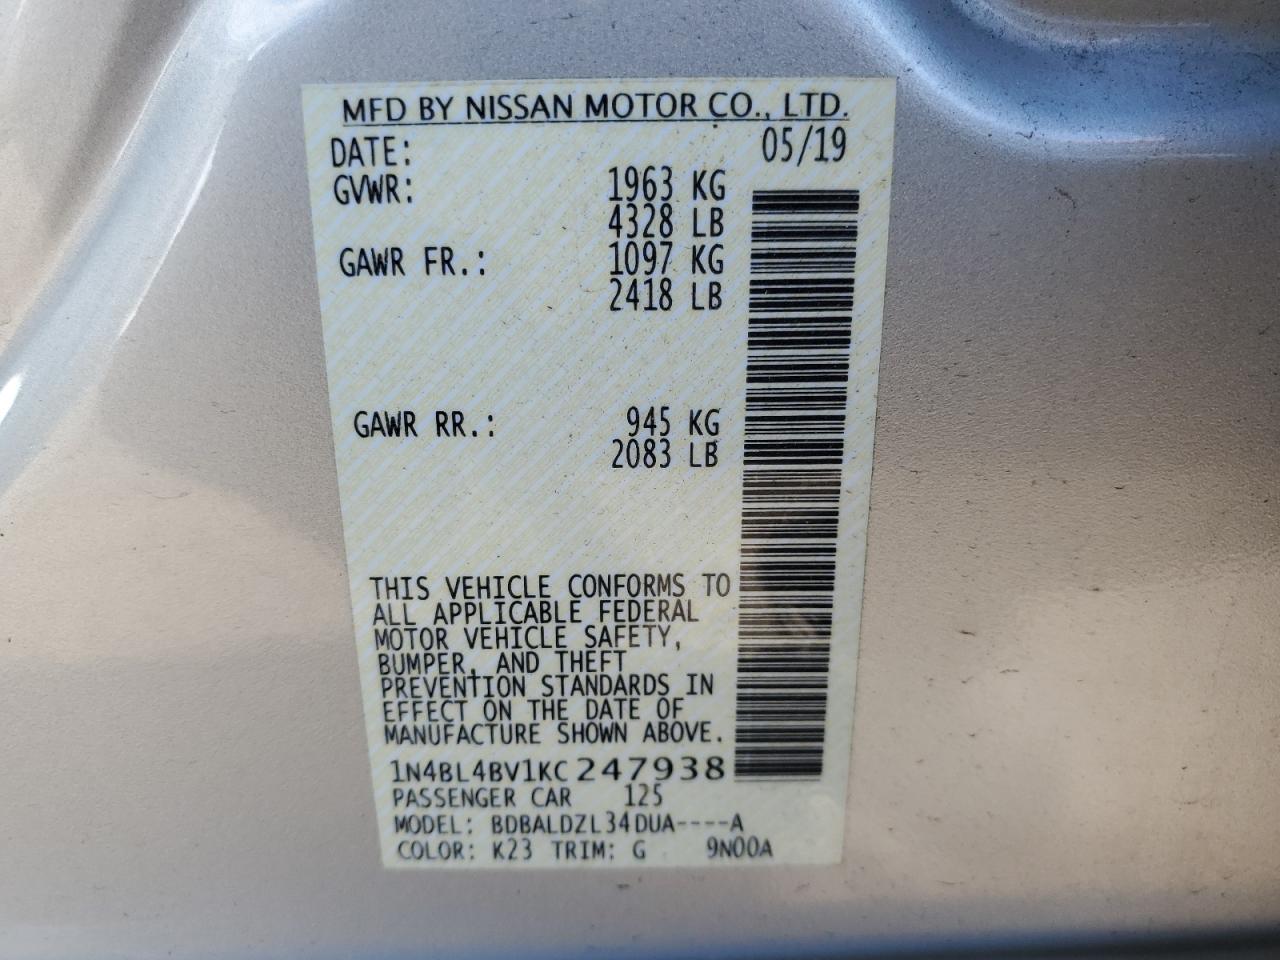 MFD BY NISSAN MOTOR CO., LTD.
DATE: 05/19
GVWR: 1963 KG
4328 LB
GAWR FR.: 1097 KG
2418 LB
GAWR RR.: 945 KG
2083 LB
THIS VEHICLE CONFORMS TO
ALL APPLICABLE FEDERAL
MOTOR VEHICLE SAFETY,
BUMPER, AND THEFT
PREVENTION STANDARDS IN
EFFECT ON THE DATE OF
MANUFACTURE SHOWN ABOVE.
1N4BL4BV1KC247938
PASSENGER CAR 125
MODEL: BDBALDZL34DUA----A
COLOR: K23 TRIM: G 9N00A